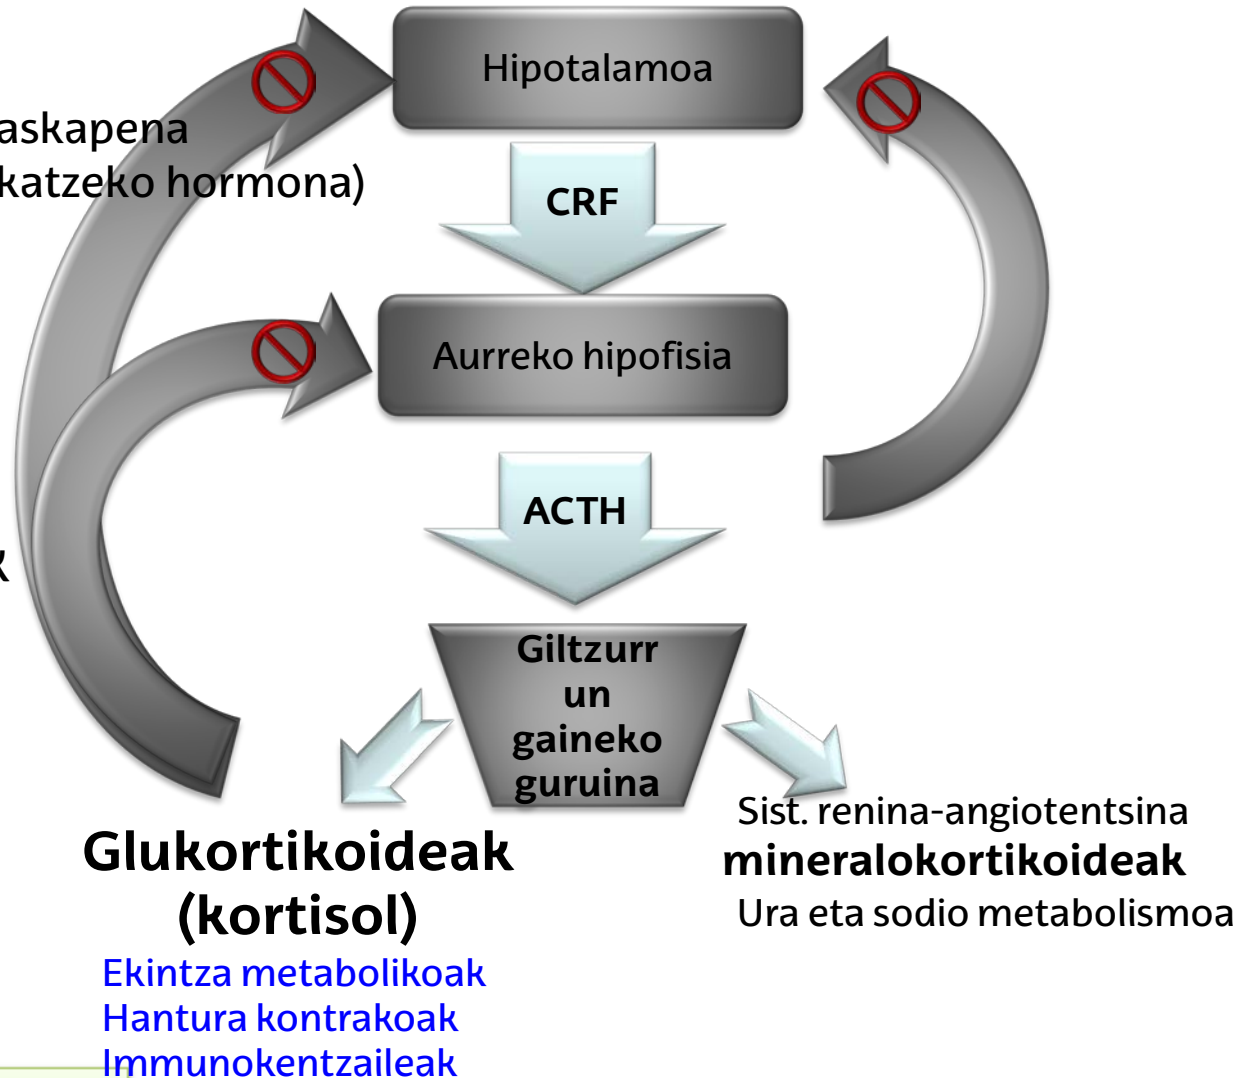 Hipotalamoa
askapena
katzeko hormona)
CRF
Aurreko hipofisia
ACTH
k
Giltzurr
un
gaineko
guruina
Sist. renina-angiotentsina
mineralokortikoideak
Ura eta sodio metabolismoa
Glukortikoideak
(kortisol)
Ekintza metabolikoak
Hantura kontrakoak
Immunokentzaileak